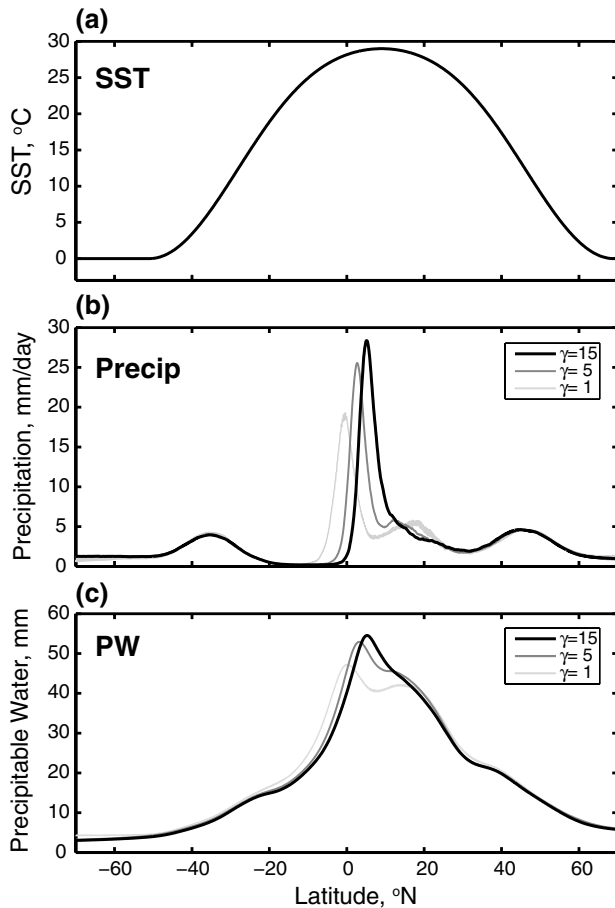 (a)
30
25
20
15
10
5
0
SST
SST, °C
(b)
30
25
20
15
10
5
0
Precip
Precipitation, mm/day
γ=15
γ= 5
γ= 1
(c)
60
50
40
30
20
10
0
PW
Precipitable Water, mm
γ=15
γ= 5
γ= 1
−60 −40 −20 0 20 40 60
Latitude, °N